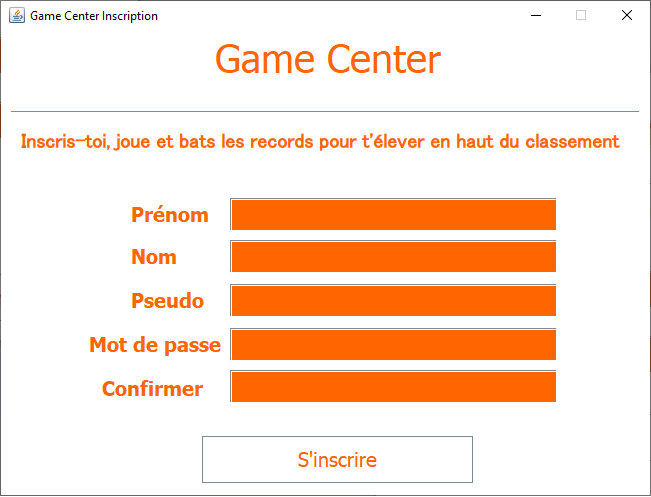 Game Center Inscription
Game Center
Inscris-toi, joue et bats les records pour t'élever en haut du classement
Prénom
Nom
Pseudo
Mot de passe
Confirmer
S'inscrire